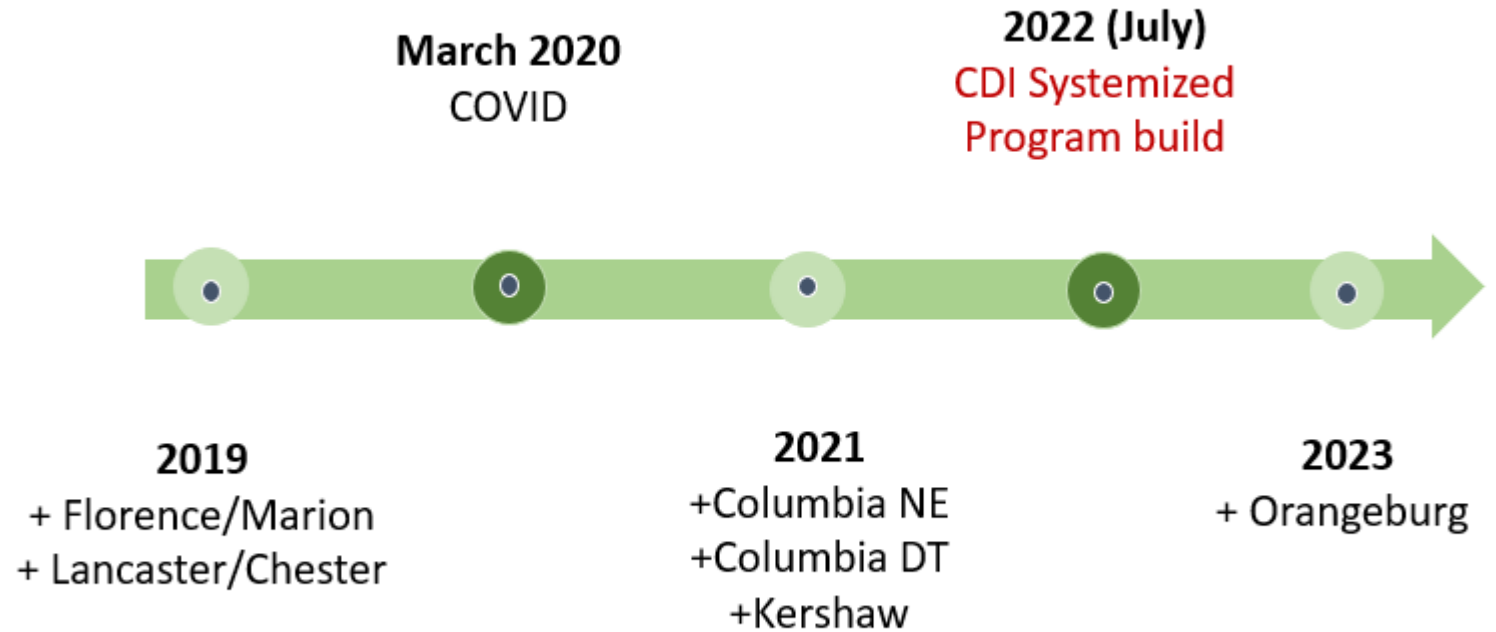 March 2020
COVID
2022 (July)
CDI Systemized
Program build
2019
+ Florence/Marion
+ Lancaster/Chester
2021
+Columbia NE
+Columbia DT
+Kershaw
2023
+ Orangeburg